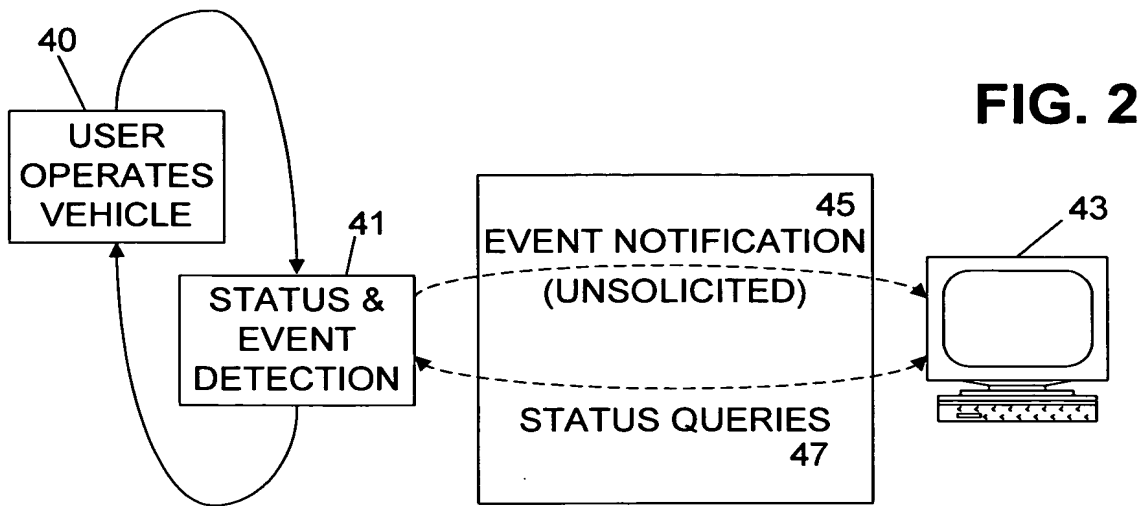 40
FIG. 2
USER
OPERATES
VEHICLE
41
45
43
EVENT NOTIFICATION
(UNSOLICITED)
STATUS &
EVENT
DETECTION
STATUS QUERIES
47